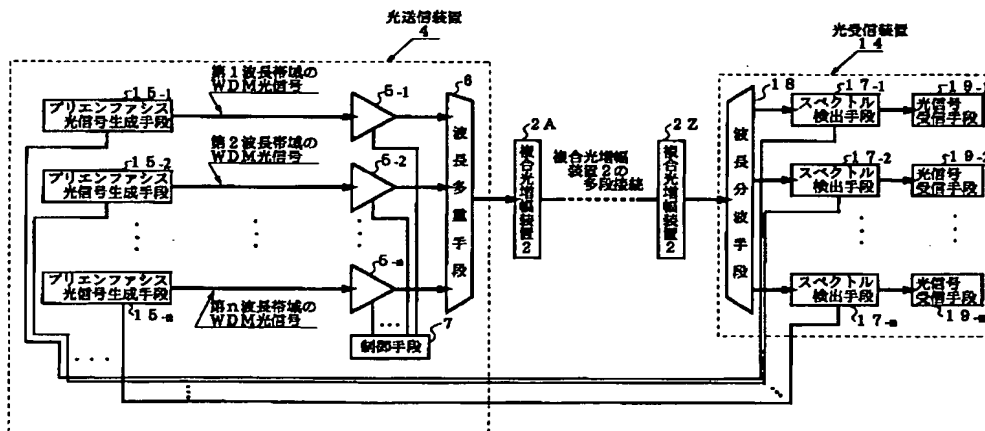 光送信装置
4
光受信装置
14
第1波長帯域の
WDM光信号
15-1
プリエンファシス
光信号生成手段
5-1
6
第2波長帯域の
WDM光信号
15-2
プリエンファシス
光信号生成手段
5-2
第n波長帯域の
WDM光信号
プリエンファシス
光信号生成手段
15-n
5-n
波長多重手段
7
制御手段
2A
複合光増幅装置2
複合光増幅
装置2の
多段接続
2Z
複合光増幅装置2
18
波長分波手段
17-1
スペクトル
検出手段
19-1
光信号
受信手段
17-2
スペクトル
検出手段
19-2
光信号
受信手段
スペクトル
検出手段
17-n
光信号
受信手段
19-n